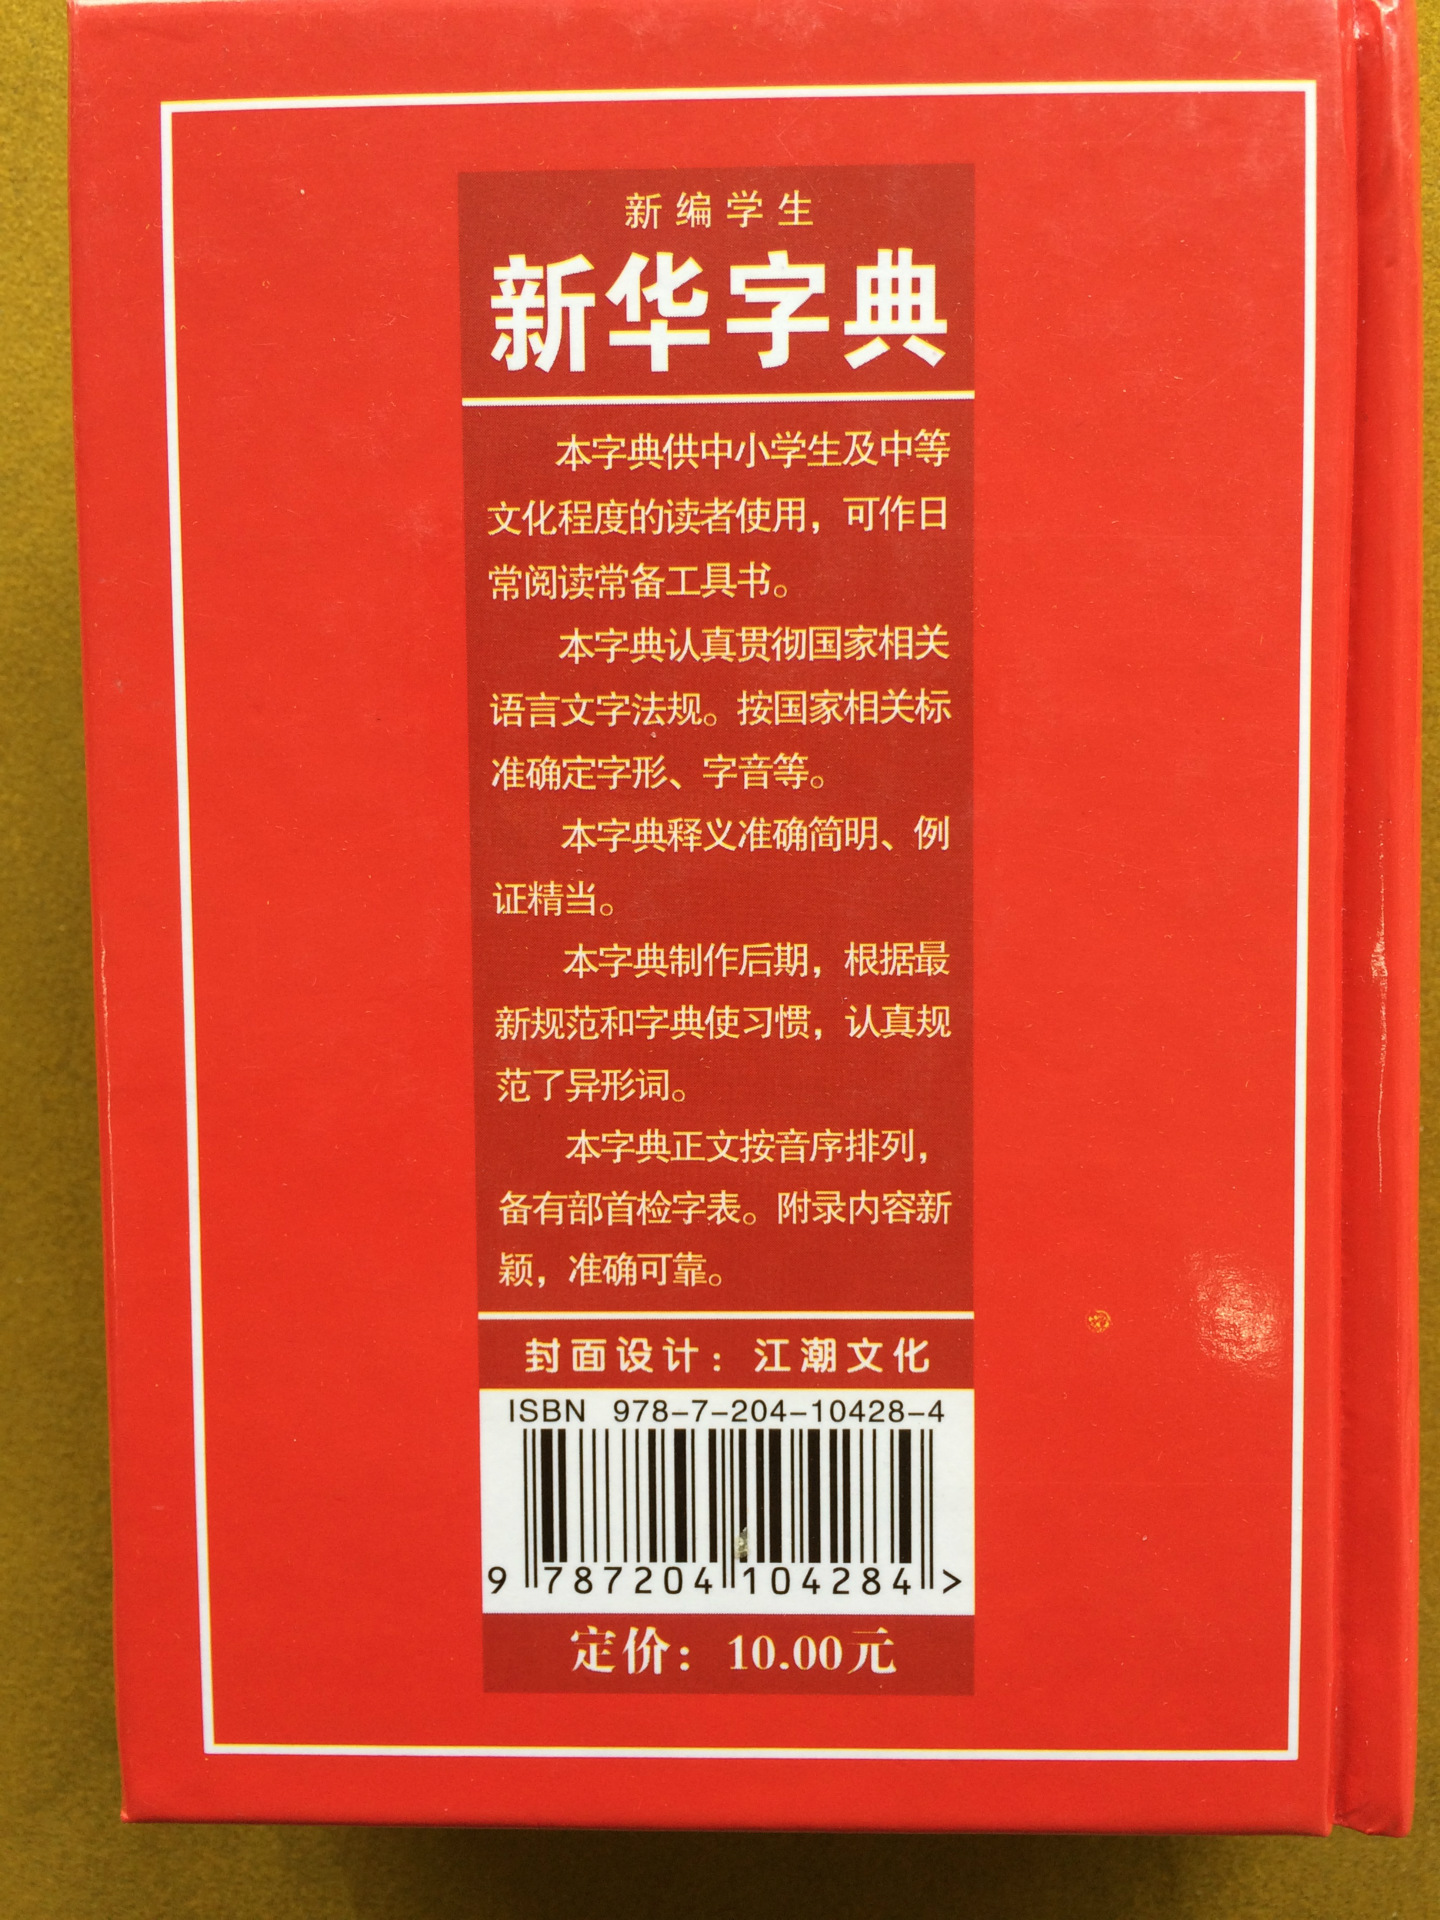 新编学生
新华字典
本字典供中小学生及中等
文化程度的读者使用，可作日
常阅读常备工具书。
本字典认真贯彻国家相关
语言文字法规。按国家相关标
准确定字形、字音等。
本字典释义准确简明、例
证精当。
本字典制作后期，根据最
新规范和字典使习惯，认真规
范了异形词。
本字典正文按音序排列，
备有部首检字表。附录内容新
颖，准确可靠。
封面设计：江潮文化
ISBN 978-7-204-10428-4
9 787204 104284 >
定价：10.00元